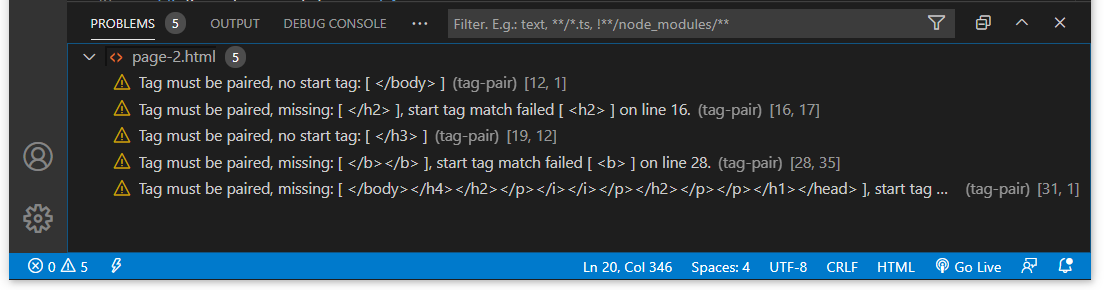 PROBLEMS 5 OUTPUT DEBUG CONSOLE ··· Filter. E.g.: text, **/*.ts, !**/node_modules/**
<> page-2.html 5
Tag must be paired, no start tag: [ </body> ] (tag-pair) [12, 1]
Tag must be paired, missing: [ </h2> ], start tag match failed [ <h2> ] on line 16. (tag-pair) [16, 17]
Tag must be paired, no start tag: [ </h3> ] (tag-pair) [19, 12]
Tag must be paired, missing: [ </b></b> ], start tag match failed [ <b> ] on line 28. (tag-pair) [28, 35]
Tag must be paired, missing: [ </body></h4></h2></p></i></i></p></h2></p></p></h1></head> ], start tag ... (tag-pair) [31, 1]
0 5 Ln 20, Col 346 Spaces: 4 UTF-8 CRLF HTML Go Live